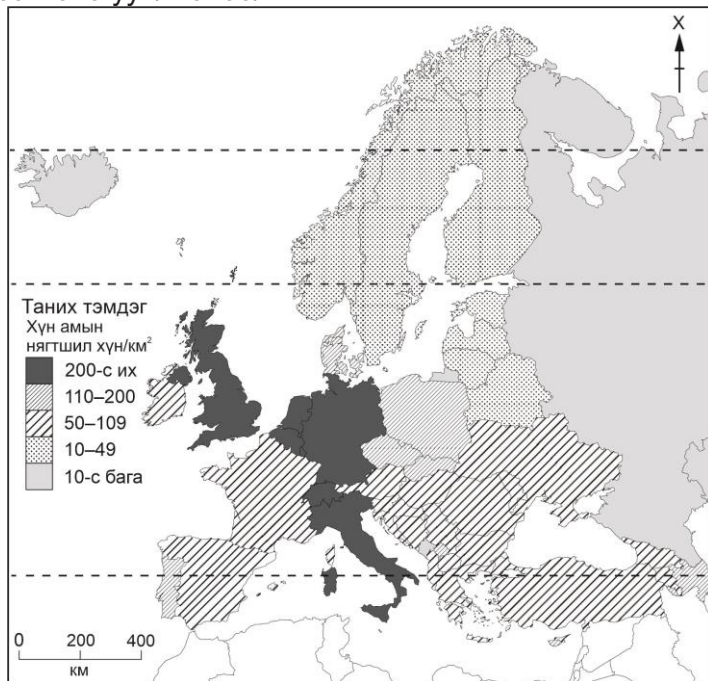 X
Таних тэмдэг
Хүн амын
нягтшил хүн/км²
200-с их
110–200
50–109
10–49
10-с бага
0 200 400
км